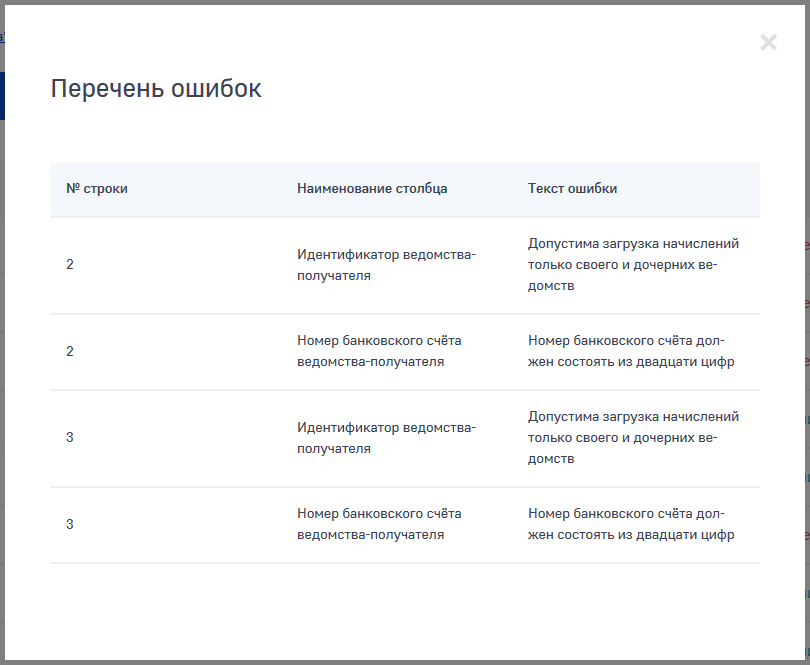 Перечень ошибок
№ строки Наименование столбца Текст ошибки
2 Идентификатор ведомства-
получателя
Допустима загрузка начислений
только своего и дочерних ве-
домств
2 Номер банковского счёта
ведомства-получателя
Номер банковского счёта дол-
жен состоять из двадцати цифр
3 Идентификатор ведомства-
получателя
Допустима загрузка начислений
только своего и дочерних ве-
домств
3 Номер банковского счёта
ведомства-получателя
Номер банковского счёта дол-
жен состоять из двадцати цифр